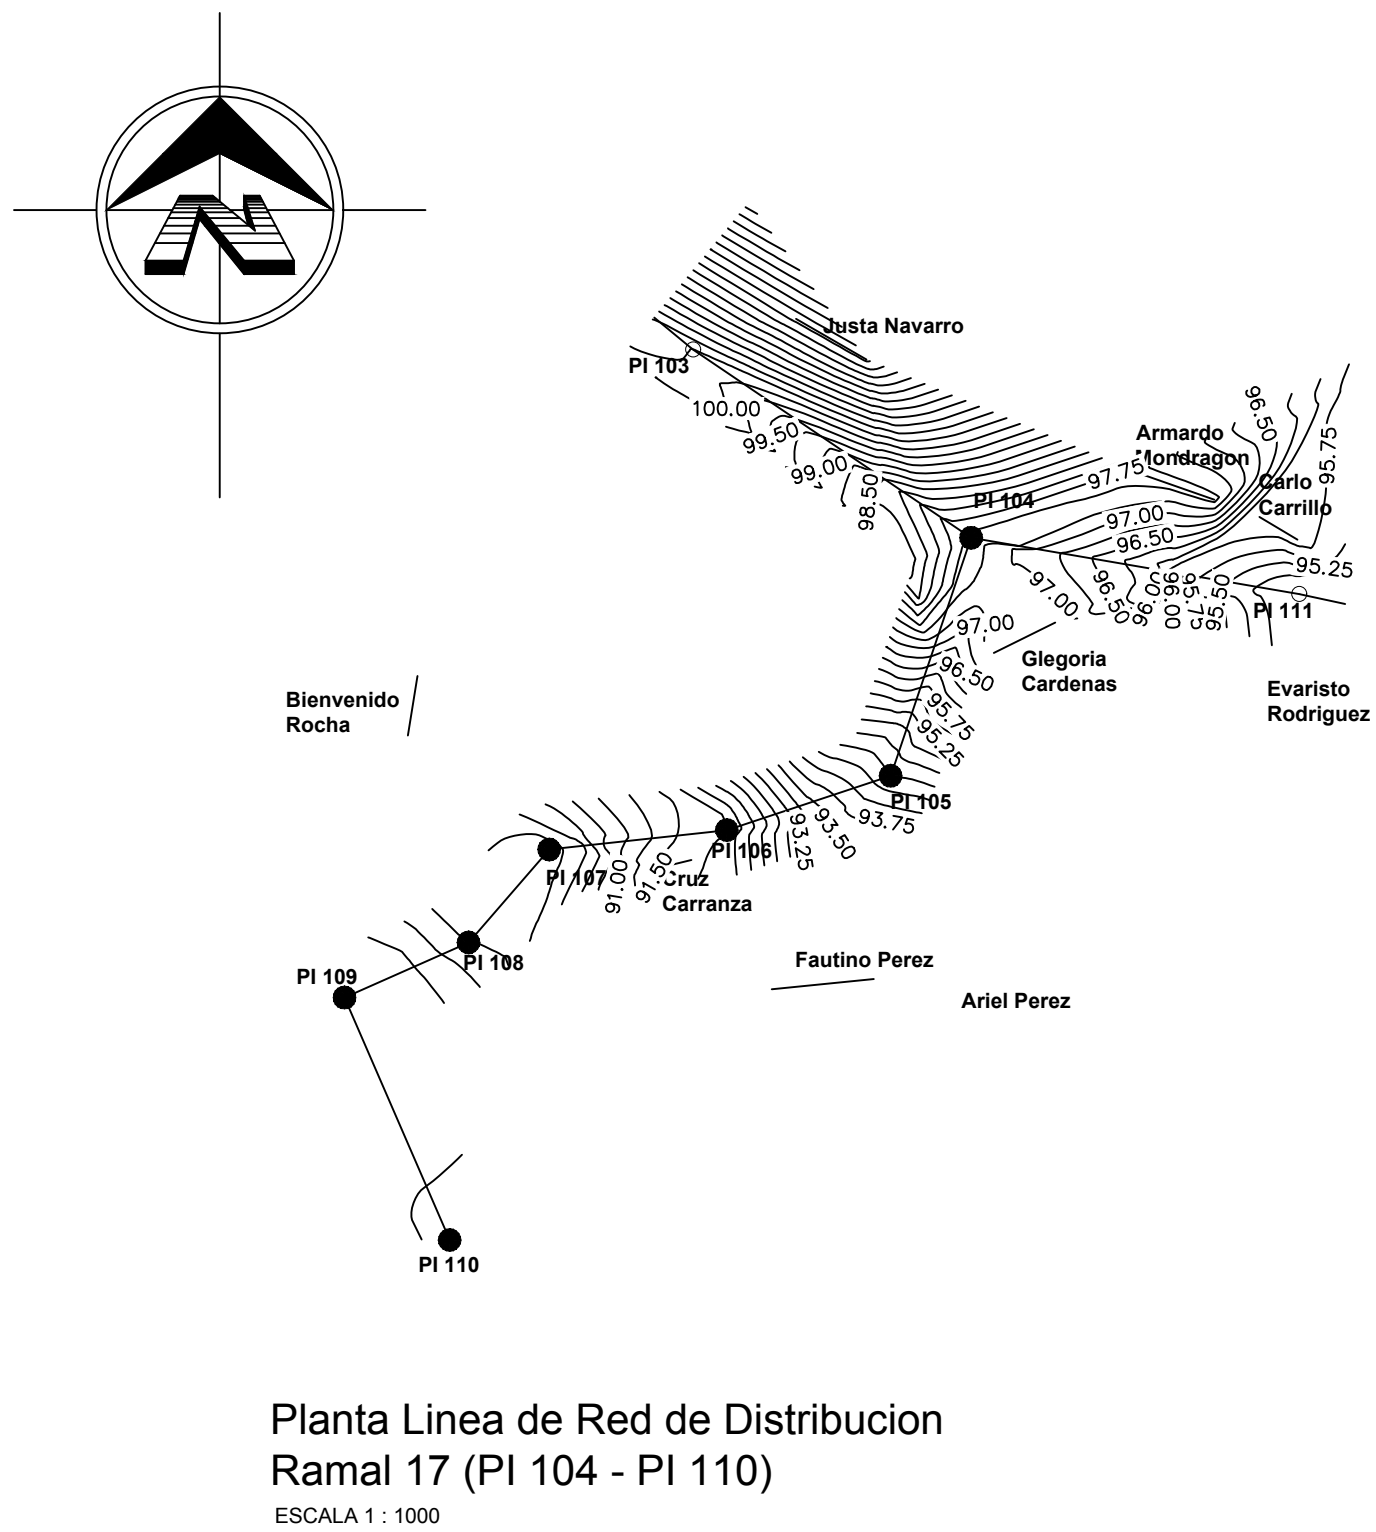 N
Justa Navarro
PI 103
100.00
99.50
99.00
98.50
Armardo
Mondragon
96.50
95.75
97.75
Carlo
Carrillo
PI 104
97.00
96.50
95.25
97.00
96.50
96.00
96.00
95.75
95.50
PI 111
97.00
Glegoria
Cardenas
96.50
Evaristo
Rodriguez
Bienvenido
Rocha
95.75
95.25
PI 105
93.75
93.50
93.25
PI 106
PI 107
91.00
91.50
Cruz
Carranza
PI 108
Fautino Perez
PI 109
Ariel Perez
PI 110
Planta Linea de Red de Distribucion
Ramal 17 (PI 104 - PI 110)
ESCALA 1 : 1000